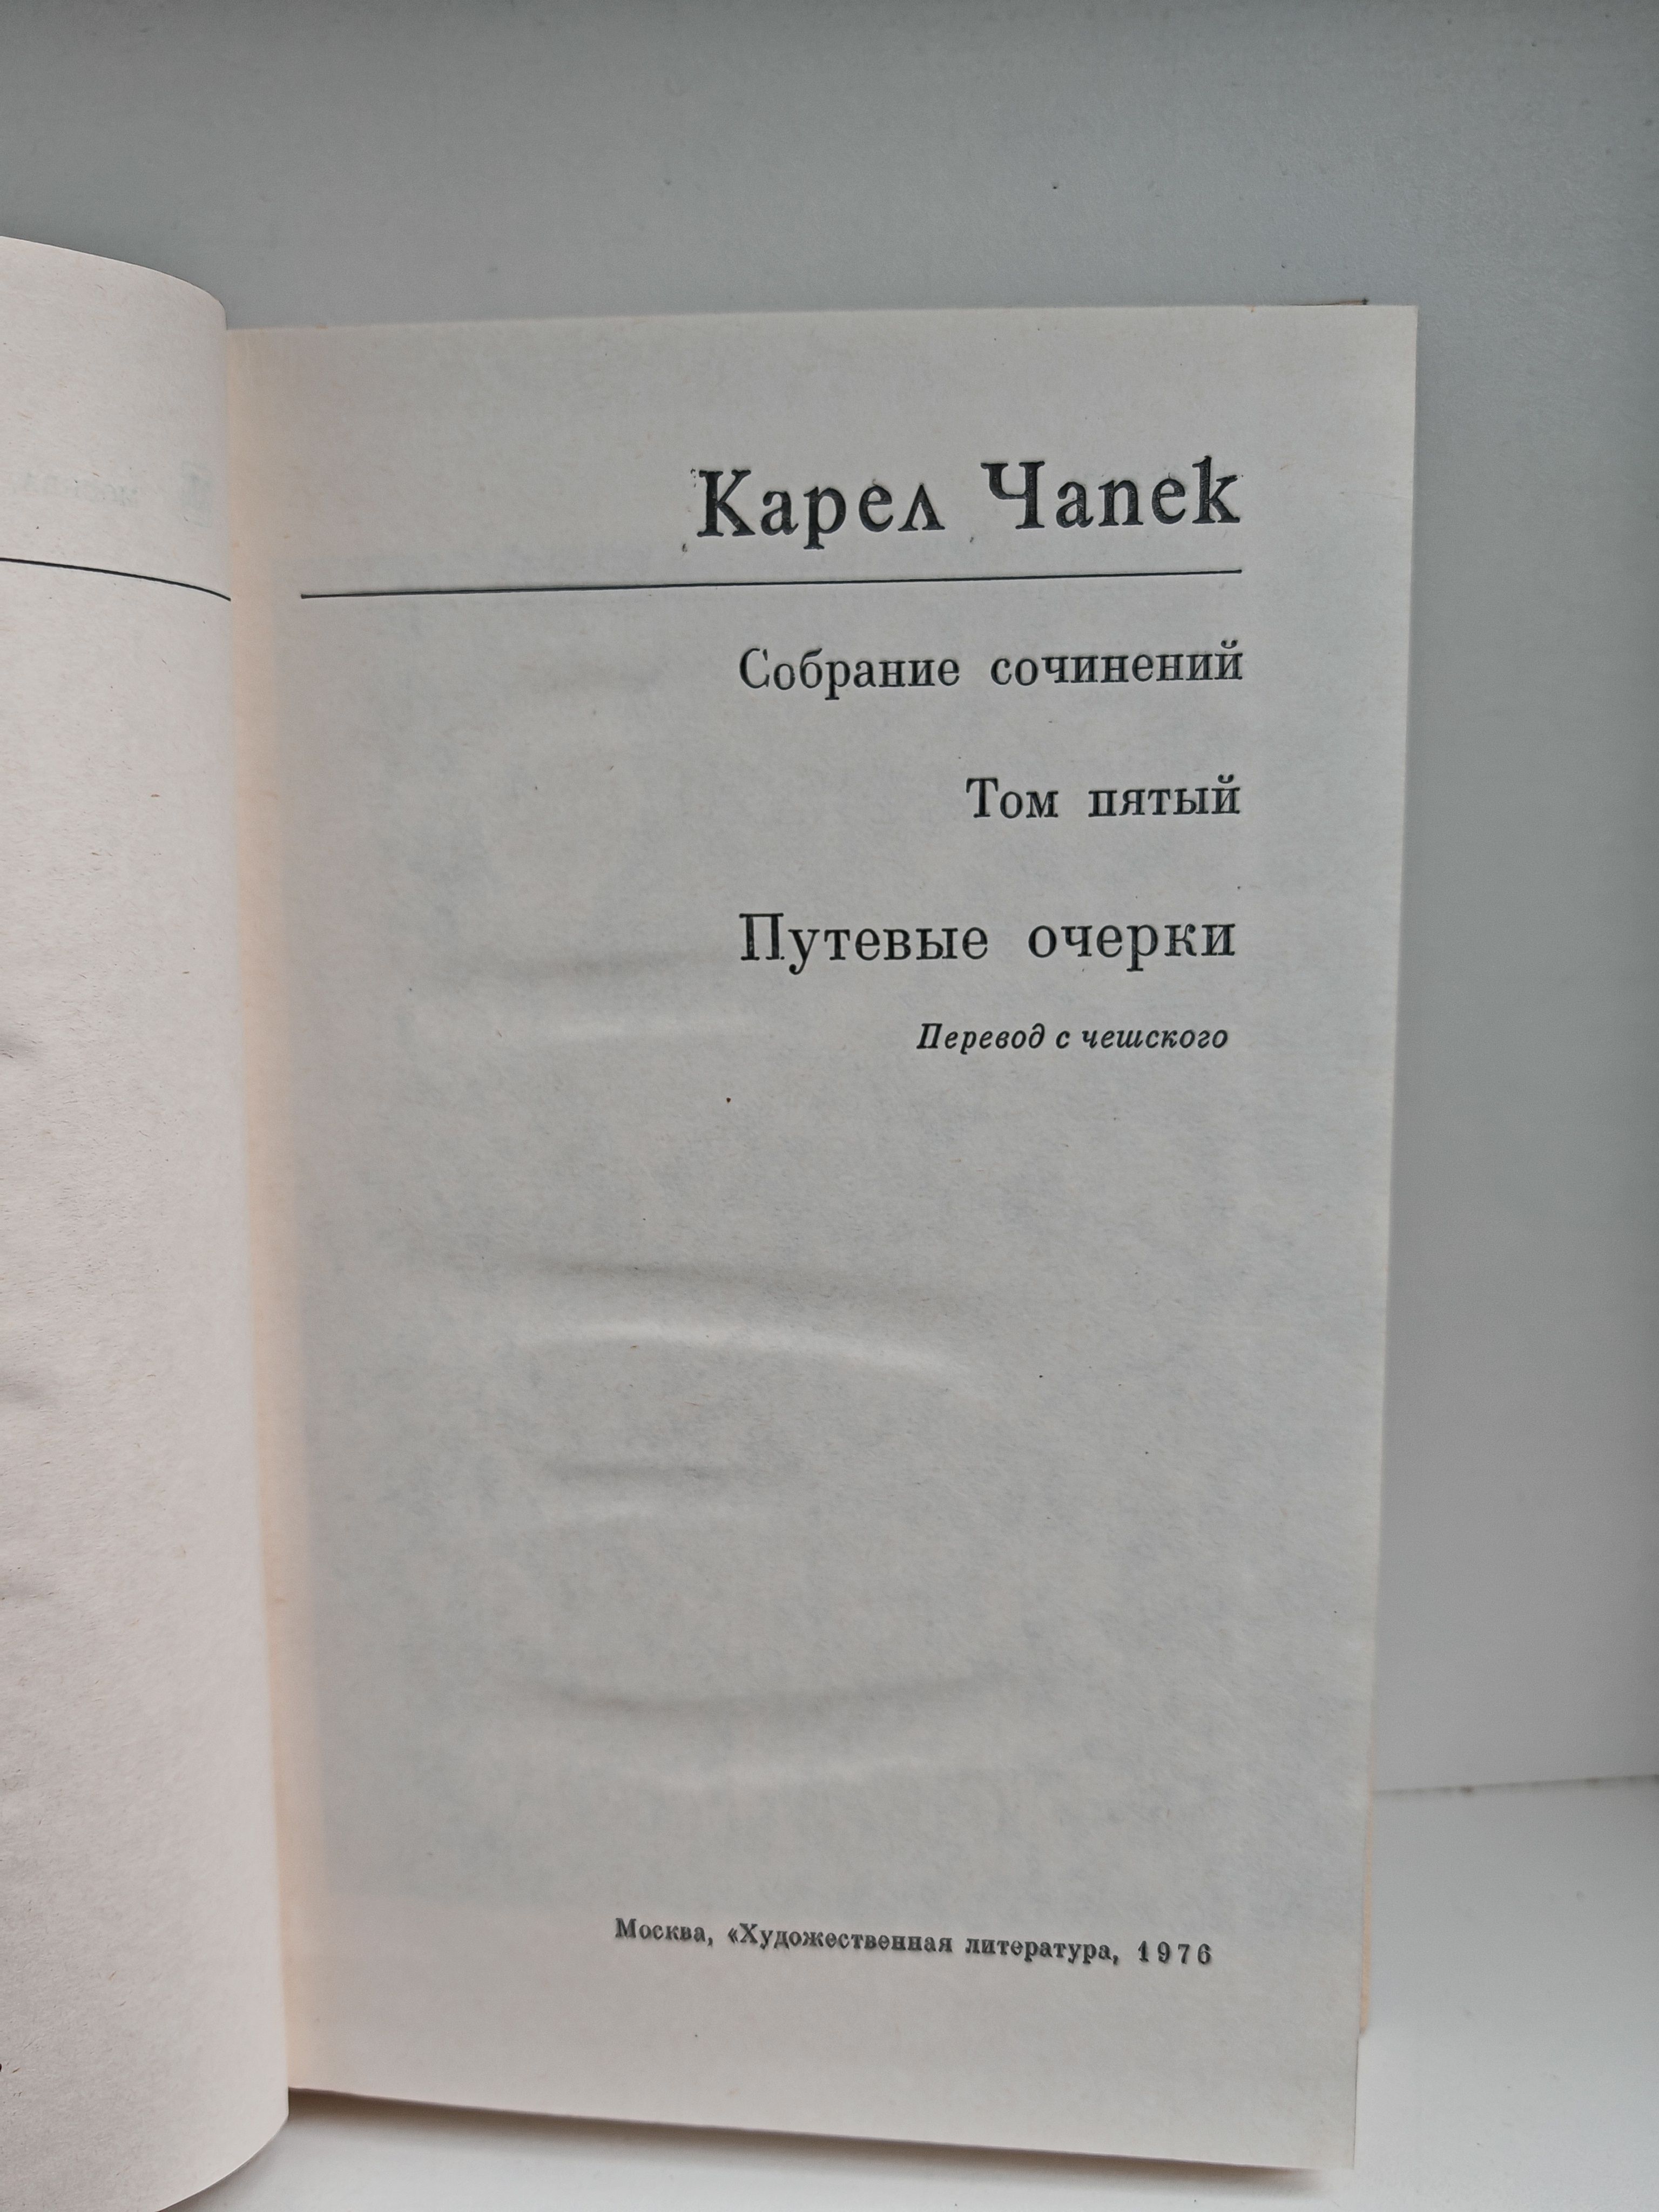 Карел Чапек
Собрание сочинений
Том пятый
Путевые очерки
Перевод с чешского
Москва, «Художественная литература, 1976